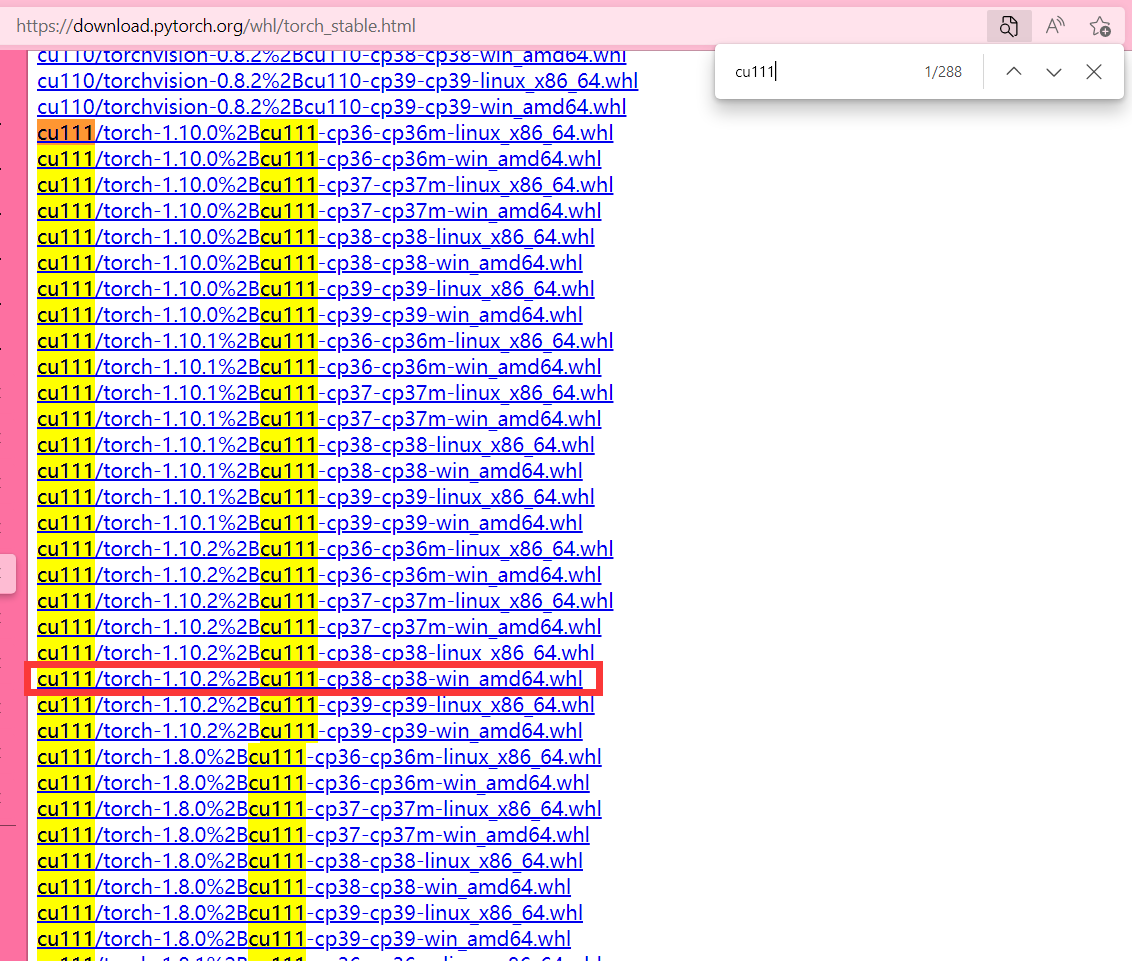 https://download.pytorch.org/whl/torch_stable.html
cu111
1/288
cu110/torchvision-0.8.2%2Bcu110-cp38-cp38-win_amd64.whl
cu110/torchvision-0.8.2%2Bcu110-cp39-cp39-linux_x86_64.whl
cu110/torchvision-0.8.2%2Bcu110-cp39-cp39-win_amd64.whl
cu111/torch-1.10.0%2Bcu111-cp36-cp36m-linux_x86_64.whl
cu111/torch-1.10.0%2Bcu111-cp36-cp36m-win_amd64.whl
cu111/torch-1.10.0%2Bcu111-cp37-cp37m-linux_x86_64.whl
cu111/torch-1.10.0%2Bcu111-cp37-cp37m-win_amd64.whl
cu111/torch-1.10.0%2Bcu111-cp38-cp38-linux_x86_64.whl
cu111/torch-1.10.0%2Bcu111-cp38-cp38-win_amd64.whl
cu111/torch-1.10.0%2Bcu111-cp39-cp39-linux_x86_64.whl
cu111/torch-1.10.0%2Bcu111-cp39-cp39-win_amd64.whl
cu111/torch-1.10.1%2Bcu111-cp36-cp36m-linux_x86_64.whl
cu111/torch-1.10.1%2Bcu111-cp36-cp36m-win_amd64.whl
cu111/torch-1.10.1%2Bcu111-cp37-cp37m-linux_x86_64.whl
cu111/torch-1.10.1%2Bcu111-cp37-cp37m-win_amd64.whl
cu111/torch-1.10.1%2Bcu111-cp38-cp38-linux_x86_64.whl
cu111/torch-1.10.1%2Bcu111-cp38-cp38-win_amd64.whl
cu111/torch-1.10.1%2Bcu111-cp39-cp39-linux_x86_64.whl
cu111/torch-1.10.1%2Bcu111-cp39-cp39-win_amd64.whl
cu111/torch-1.10.2%2Bcu111-cp36-cp36m-linux_x86_64.whl
cu111/torch-1.10.2%2Bcu111-cp36-cp36m-win_amd64.whl
cu111/torch-1.10.2%2Bcu111-cp37-cp37m-linux_x86_64.whl
cu111/torch-1.10.2%2Bcu111-cp37-cp37m-win_amd64.whl
cu111/torch-1.10.2%2Bcu111-cp38-cp38-linux_x86_64.whl
cu111/torch-1.10.2%2Bcu111-cp38-cp38-win_amd64.whl
cu111/torch-1.10.2%2Bcu111-cp39-cp39-linux_x86_64.whl
cu111/torch-1.10.2%2Bcu111-cp39-cp39-win_amd64.whl
cu111/torch-1.8.0%2Bcu111-cp36-cp36m-linux_x86_64.whl
cu111/torch-1.8.0%2Bcu111-cp36-cp36m-win_amd64.whl
cu111/torch-1.8.0%2Bcu111-cp37-cp37m-linux_x86_64.whl
cu111/torch-1.8.0%2Bcu111-cp37-cp37m-win_amd64.whl
cu111/torch-1.8.0%2Bcu111-cp38-cp38-linux_x86_64.whl
cu111/torch-1.8.0%2Bcu111-cp38-cp38-win_amd64.whl
cu111/torch-1.8.0%2Bcu111-cp39-cp39-linux_x86_64.whl
cu111/torch-1.8.0%2Bcu111-cp39-cp39-win_amd64.whl